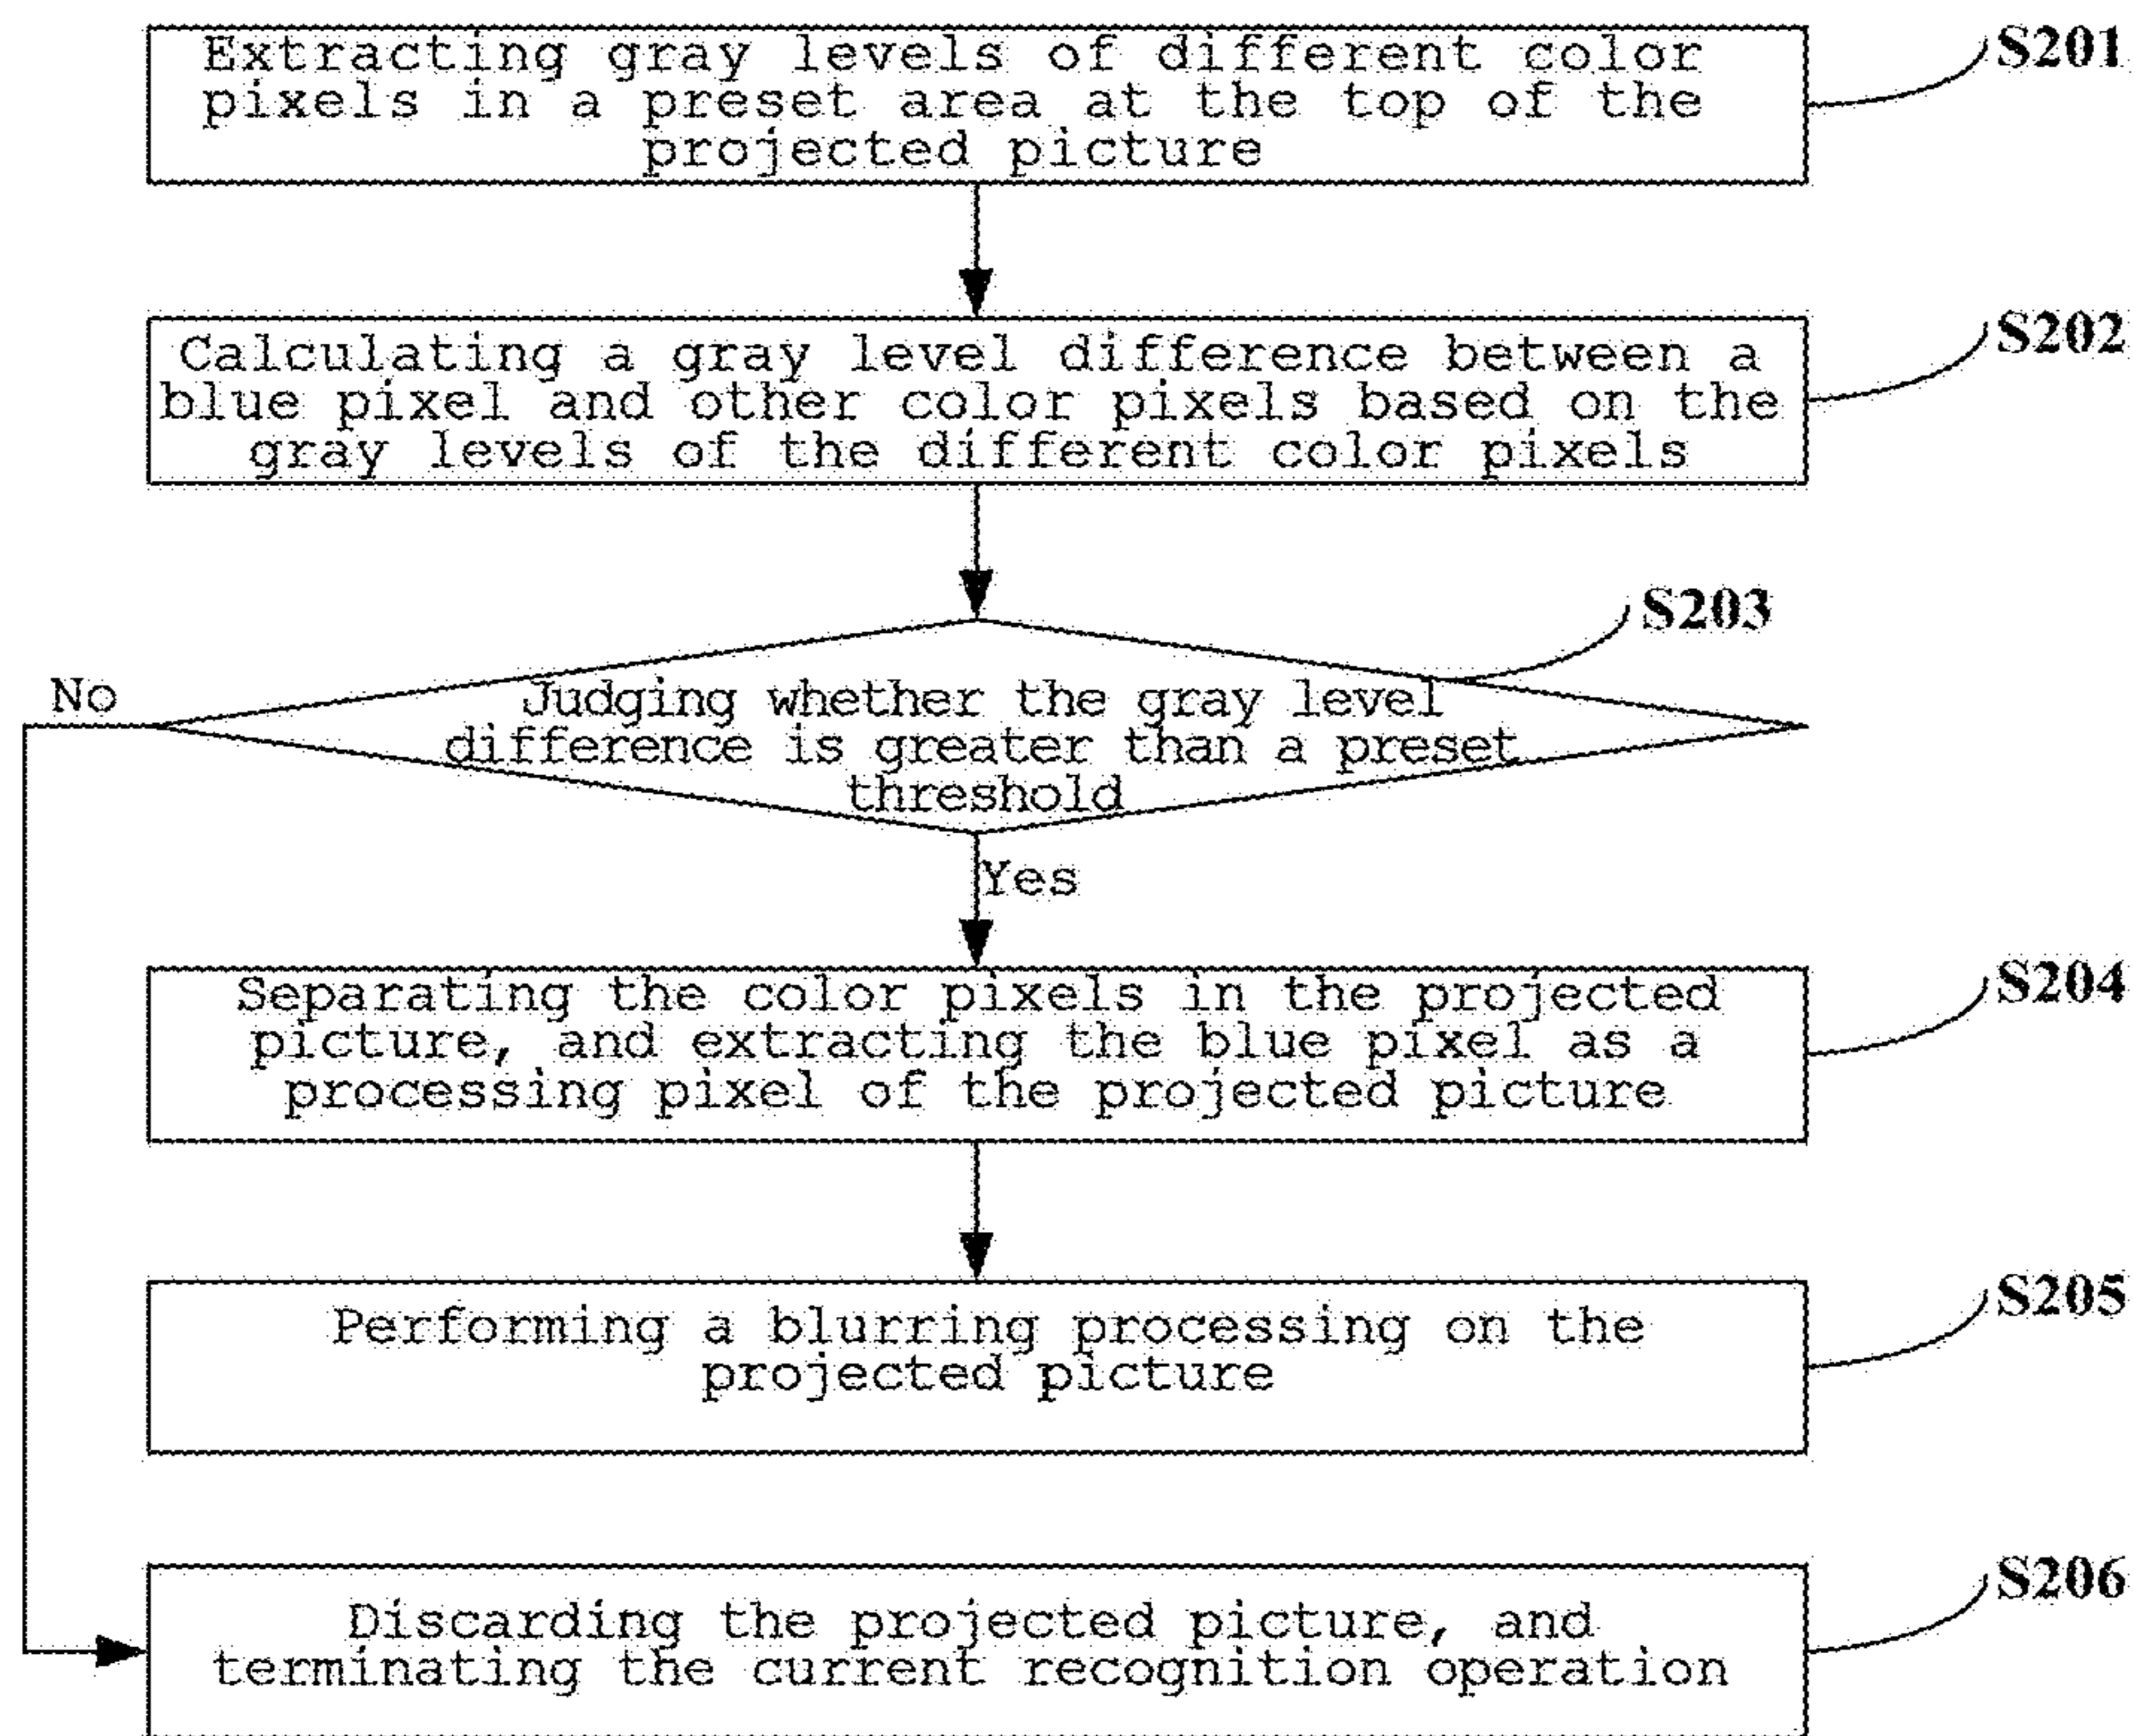 Extracting gray levels of different color
pixels in a preset area at the top of the
projected picture
S201
Calculating a gray level difference between a
blue pixel and other color pixels based on the
gray levels of the different color pixels
S202
S203
No
Judging whether the gray level
difference is greater than a preset
threshold
Yes
Separating the color pixels in the projected
picture, and extracting the blue pixel as a
processing pixel of the projected picture
S204
Performing a blurring processing on the
projected picture
S205
Discarding the projected picture, and
terminating the current recognition operation
S206